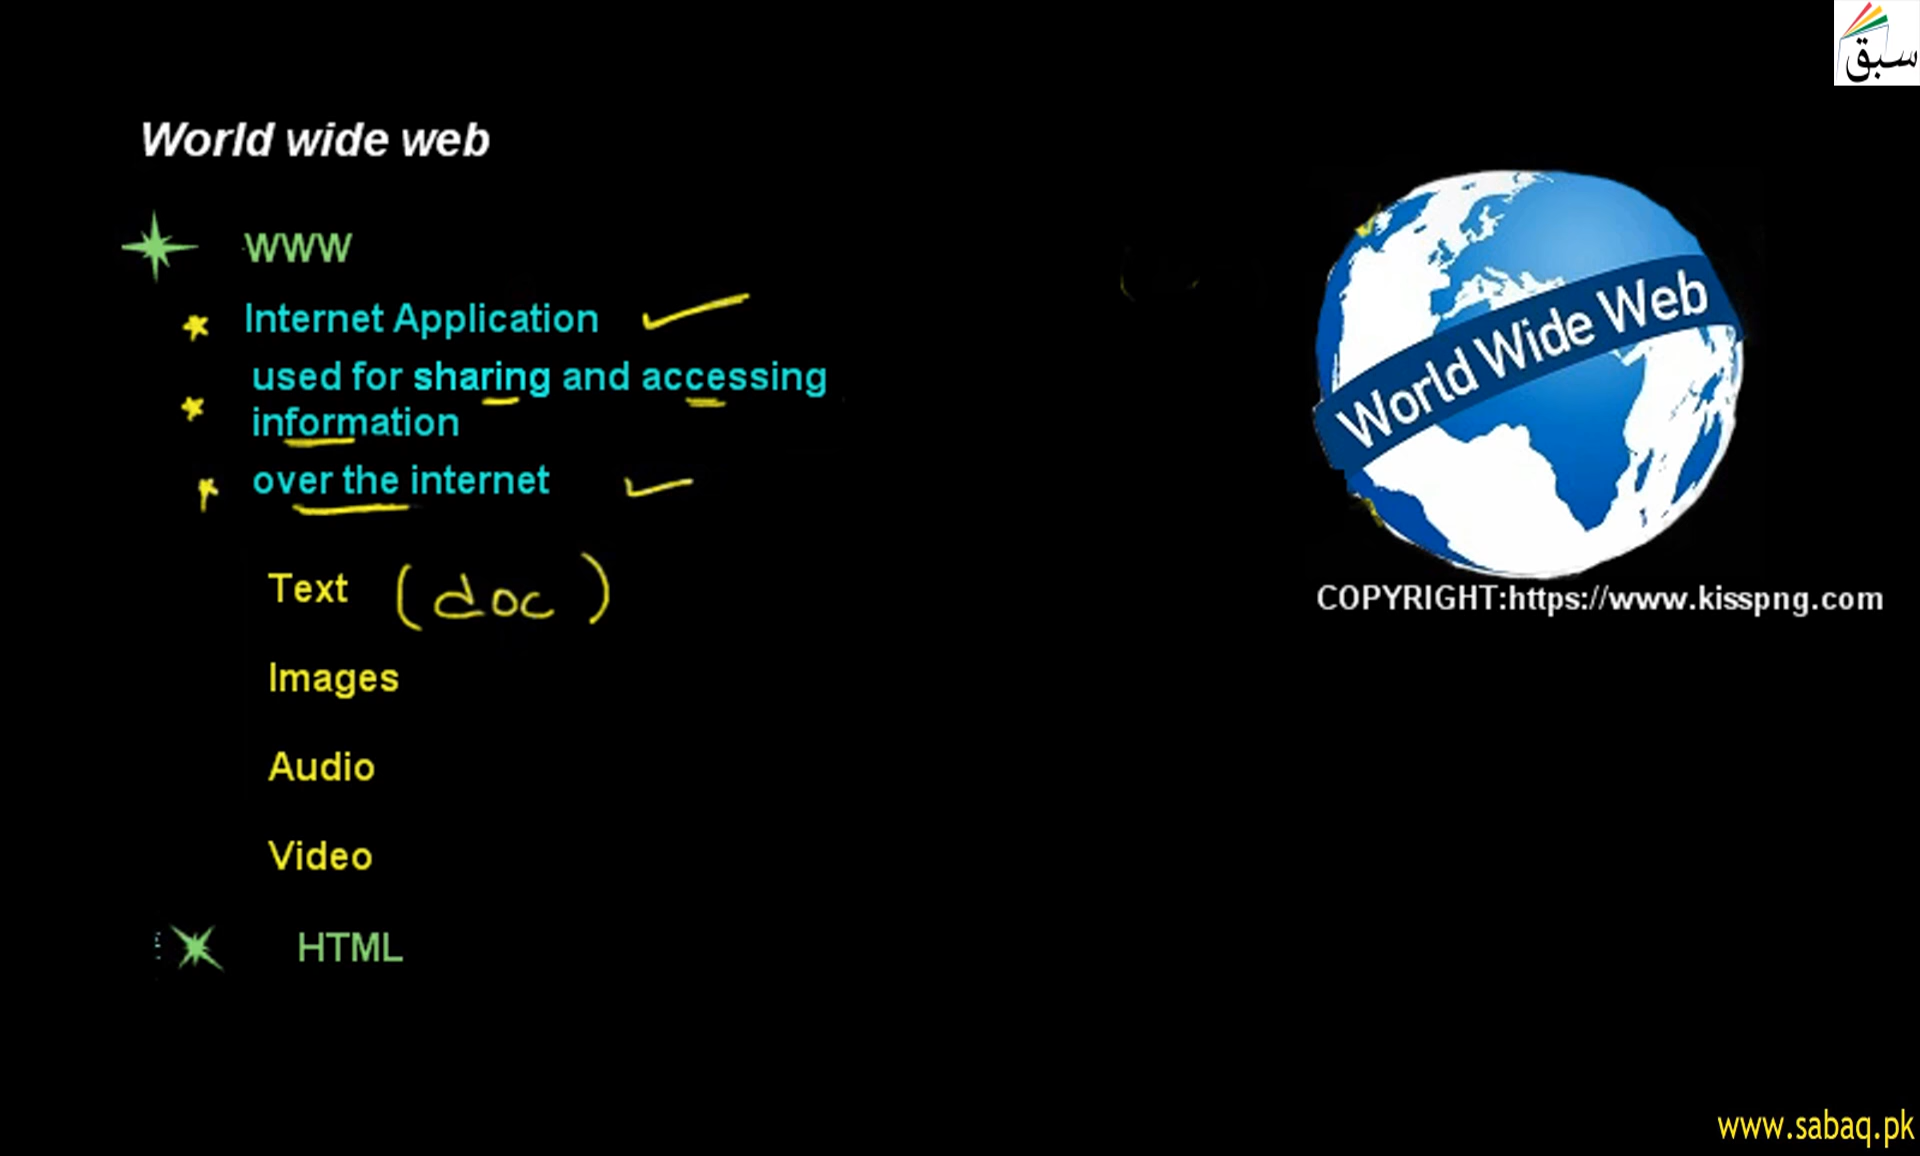 سبق
World wide web
WWW
Internet Application
used for sharing and accessing
information
over the internet
Text (doc)
Images
Audio
Video
HTML
World Wide Web
COPYRIGHT:https://www.kisspng.com
www.sabaq.pk